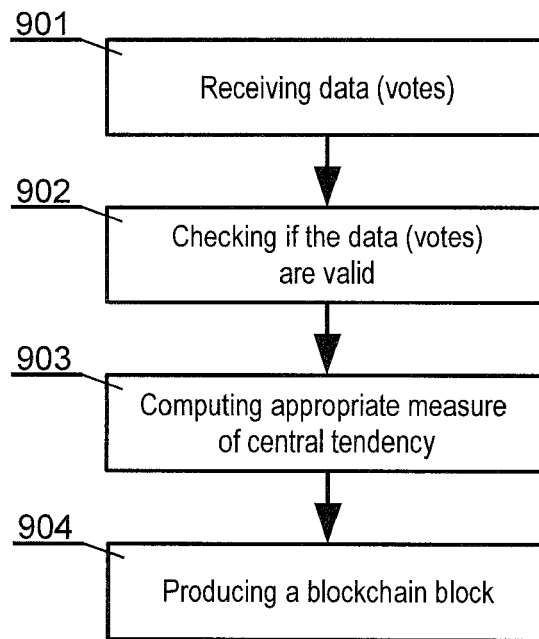 901
Receiving data (votes)
902
Checking if the data (votes)
are valid
903
Computing appropriate measure
of central tendency
904
Producing a blockchain block